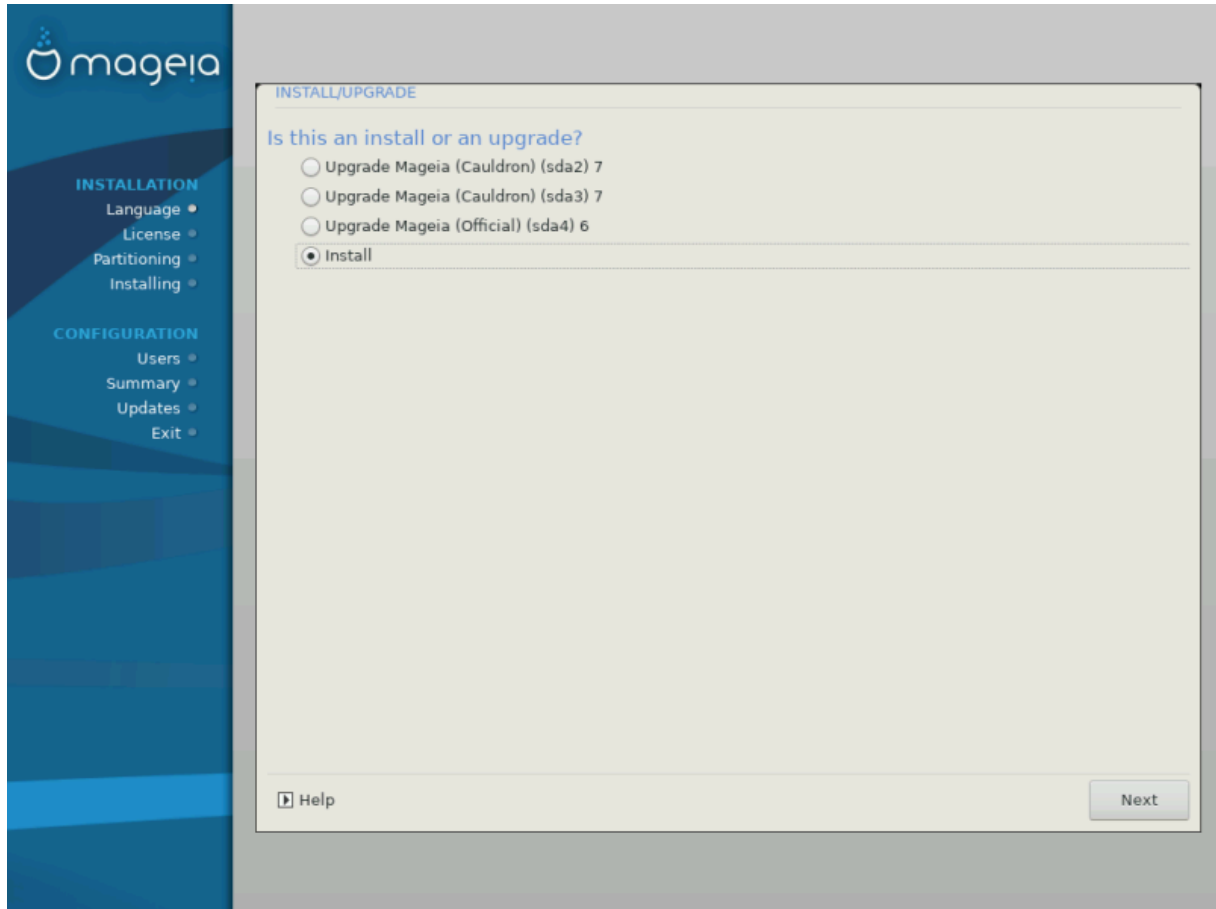 mageia
INSTALLATION
Language
License
Partitioning
Installing
CONFIGURATION
Users
Summary
Updates
Exit
INSTALL/UPGRADE
Is this an install or an upgrade?
Upgrade Mageia (Cauldron) (sda2) 7
Upgrade Mageia (Cauldron) (sda3) 7
Upgrade Mageia (Official) (sda4) 6
Install
Help
Next